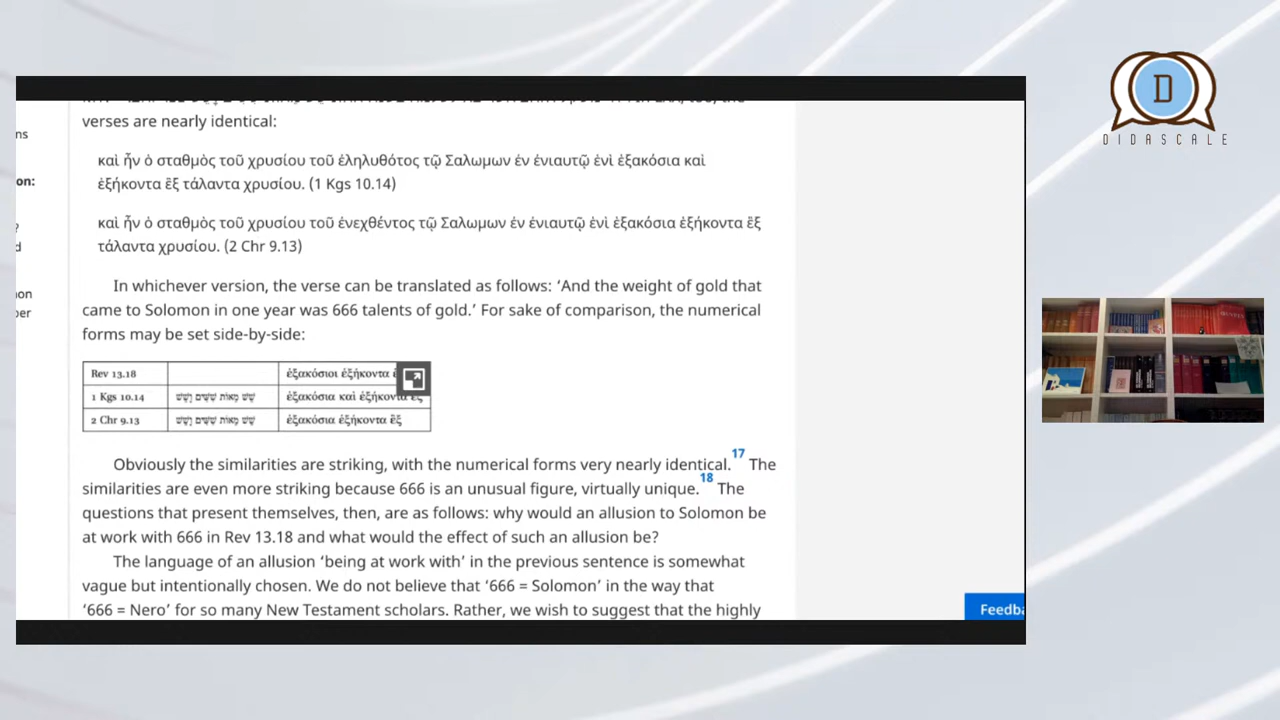 verses are nearly identical:
καὶ ἦν ὁ σταθμὸς τοῦ χρυσίου τοῦ ἐληλυθότος τῷ Σαλωμων ἐν ἐνιαυτῷ ἑνὶ ἑξακόσια καὶ
ἑξήκοντα ἓξ τάλαντα χρυσίου. (1 Kgs 10.14)
καὶ ἦν ὁ σταθμὸς τοῦ χρυσίου τοῦ ἐνεχθέντος τῷ Σαλωμων ἐν ἐνιαυτῷ ἑνὶ ἑξακόσια ἑξήκοντα ἓξ
τάλαντα χρυσίου. (2 Chr 9.13)
In whichever version, the verse can be translated as follows: ‘And the weight of gold that
came to Solomon in one year was 666 talents of gold.’ For sake of comparison, the numerical
forms may be set side-by-side:
Rev 13.18 ἑξακόσιοι ἑξήκοντα
1 Kgs 10.14 שֵׁשׁ מֵאוֹת שִׁשִּׁים וָשֵׁשׁ ἑξακόσια καὶ ἑξήκοντα ἕξ
2 Chr 9.13 שֵׁשׁ מֵאוֹת שִׁשִּׁים וָשֵׁשׁ ἑξακόσια ἑξήκοντα ἕξ
Obviously the similarities are striking, with the numerical forms very nearly identical.17 The
similarities are even more striking because 666 is an unusual figure, virtually unique.18 The
questions that present themselves, then, are as follows: why would an allusion to Solomon be
at work with 666 in Rev 13.18 and what would the effect of such an allusion be?
The language of an allusion ‘being at work with’ in the previous sentence is somewhat
vague but intentionally chosen. We do not believe that ‘666 = Solomon’ in the way that
‘666 = Nero’ for so many New Testament scholars. Rather, we wish to suggest that the highly
ns
on:
?
d
on
er
Feedba
D
DIDASCALE